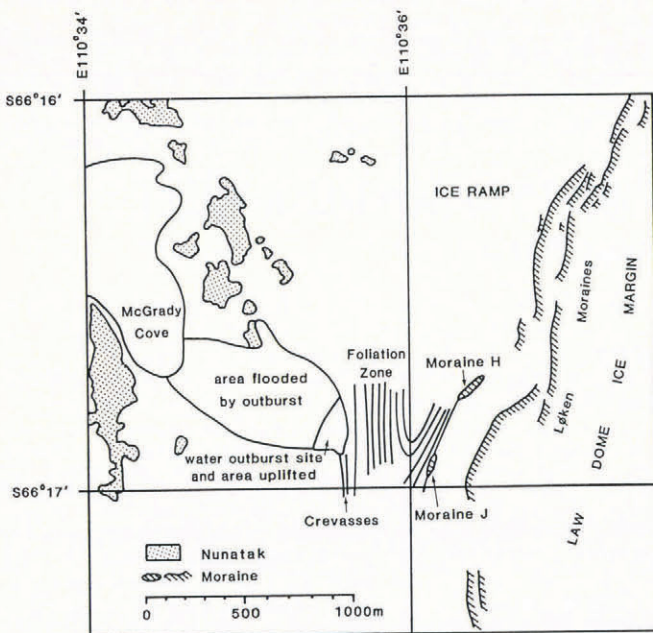 E110°34'
E110°36'
S66°16'
ICE RAMP
McGrady
Cove
Moraines
MARGIN
Foliation
Zone
Moraine H
area flooded
by outburst
Løken
ICE
water outburst site
and area uplifted
DOME
S66°17'
Crevasses
Moraine J
LAW
Nunatak
Moraine
0 500 1000m